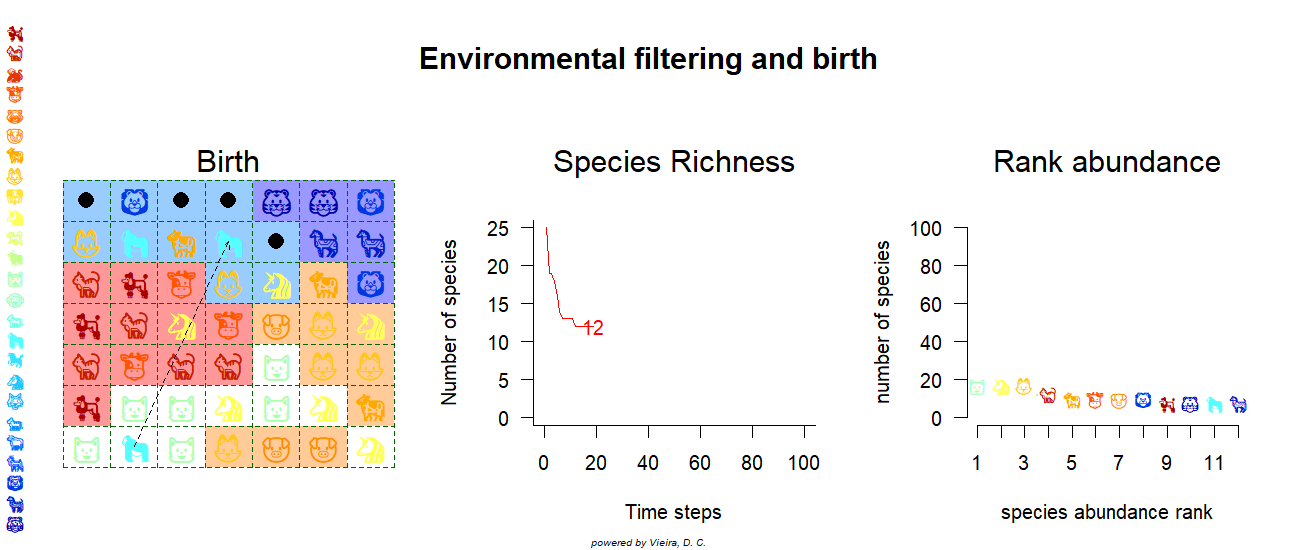 Environmental filtering and birth
Birth
Species Richness
Rank abundance
Number of species
25
20
15
10
5
0
12
0 20 40 60 80 100
Time steps
number of species
100
80
60
40
20
0
1 3 5 7 9 11
species abundance rank
powered by Vieira, D. C.